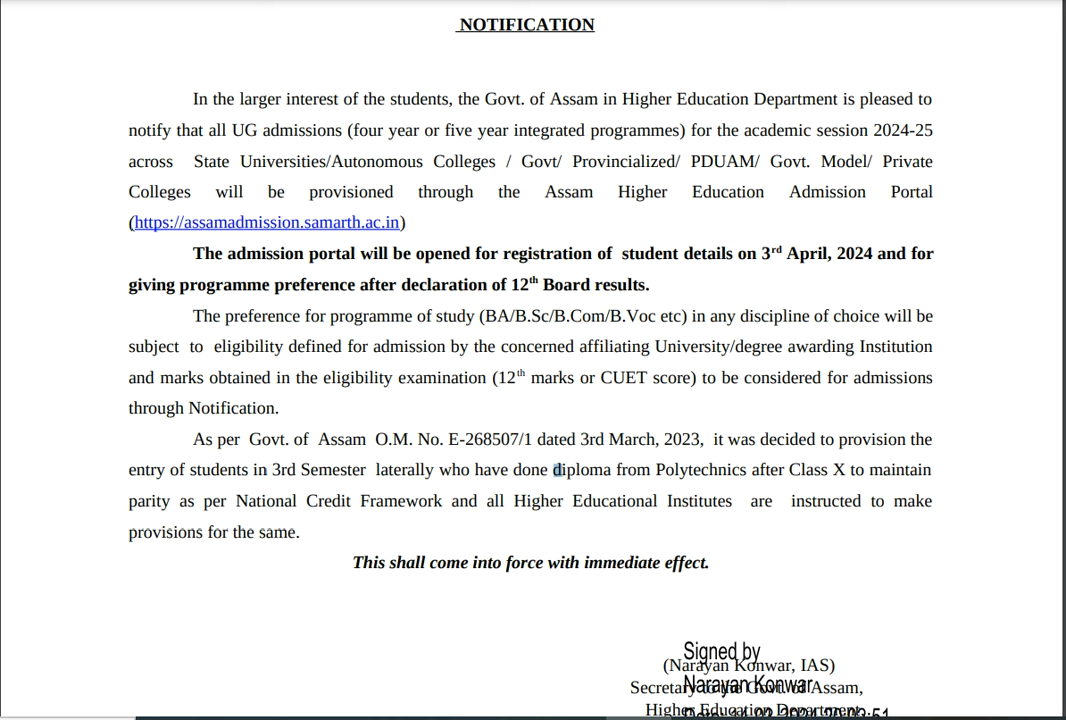 NOTIFICATION
In the larger interest of the students, the Govt. of Assam in Higher Education Department is pleased to
notify that all UG admissions (four year or five year integrated programmes) for the academic session 2024-25
across State Universities/Autonomous Colleges / Govt/ Provincialized/ PDUAM/ Govt. Model/ Private
Colleges will be provisioned through the Assam Higher Education Admission Portal
(https://assamadmission.samarth.ac.in)
The admission portal will be opened for registration of student details on 3rd April, 2024 and for
giving programme preference after declaration of 12th Board results.
The preference for programme of study (BA/B.Sc/B.Com/B.Voc etc) in any discipline of choice will be
subject to eligibility defined for admission by the concerned affiliating University/degree awarding Institution
and marks obtained in the eligibility examination (12th marks or CUET score) to be considered for admissions
through Notification.
As per Govt. of Assam O.M. No. E-268507/1 dated 3rd March, 2023, it was decided to provision the
entry of students in 3rd Semester laterally who have done diploma from Polytechnics after Class X to maintain
parity as per National Credit Framework and all Higher Educational Institutes are instructed to make
provisions for the same.
This shall come into force with immediate effect.
Signed by
(Narayan Konwar, IAS)
Narayan Konwar
Secretary to the Govt. of Assam,
Higher Education Department